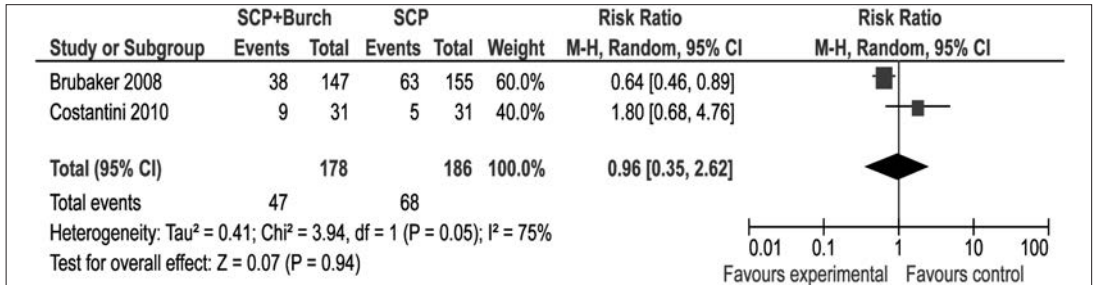 SCP+Burch SCP Risk Ratio Risk Ratio
Study or Subgroup Events Total Events Total Weight M-H, Random, 95% CI M-H, Random, 95% CI
Brubaker 2008 38 147 63 155 60.0% 0.64 [0.46, 0.89]
Costantini 2010 9 31 5 31 40.0% 1.80 [0.68, 4.76]
Total (95% CI) 178 186 100.0% 0.96 [0.35, 2.62]
Total events 47 68
Heterogeneity: Tau² = 0.41; Chi² = 3.94, df = 1 (P = 0.05); I² = 75%
Test for overall effect: Z = 0.07 (P = 0.94)
0.01 0.1 1 10 100
Favours experimental Favours control